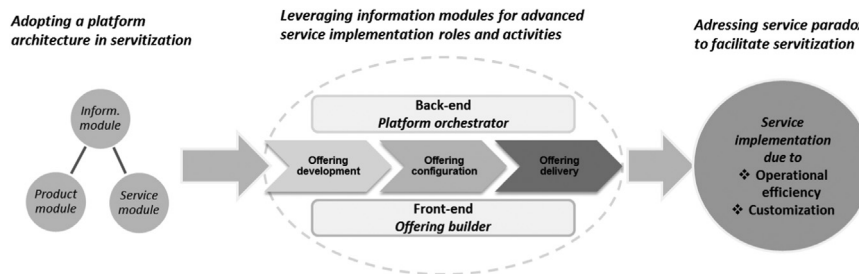 Adopting a platform
architecture in servitization
Leveraging information modules for advanced
service implementation roles and activities
Adressing service paradox
to facilitate servitization
Inform.
module
Product
module
Service
module
Back-end
Platform orchestrator
Offering
development
Offering
configuration
Offering
delivery
Front-end
Offering builder
Service
implementation
due to
❖ Operational
efficiency
❖ Customization